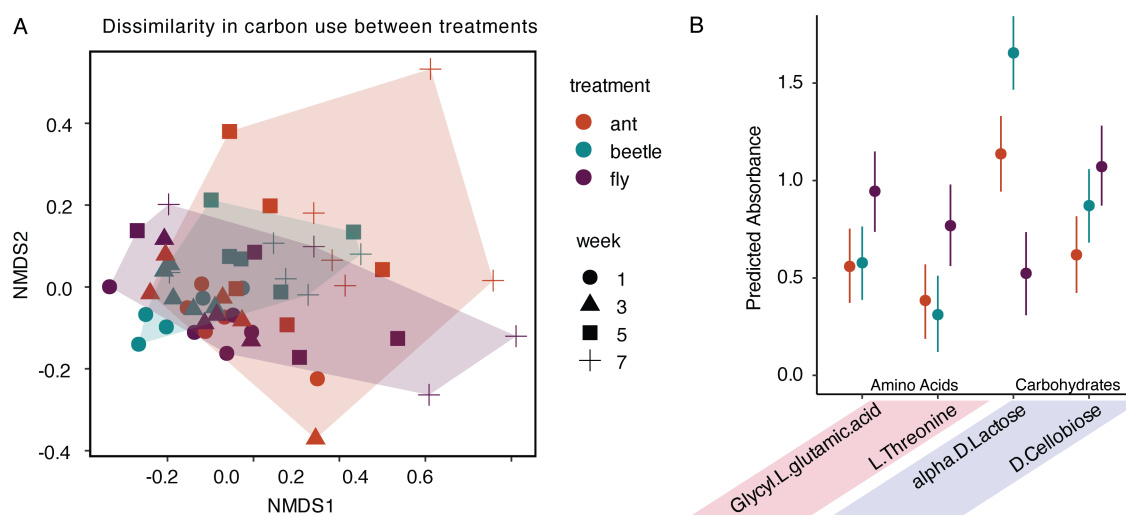 A
Dissimilarity in carbon use between treatments
NMDS2
0.4
0.2
0.0
-0.2
-0.4
-0.2
0.0
0.2
0.4
0.6
NMDS1
treatment
ant
beetle
fly
week
1
3
5
7
B
Predicted Absorbance
1.5
1.0
0.5
0.0
Amino Acids
Carbohydrates
Glycyl.L.glutamic.acid
L.Threonine
alpha.D.Lactose
D.Cellobiose